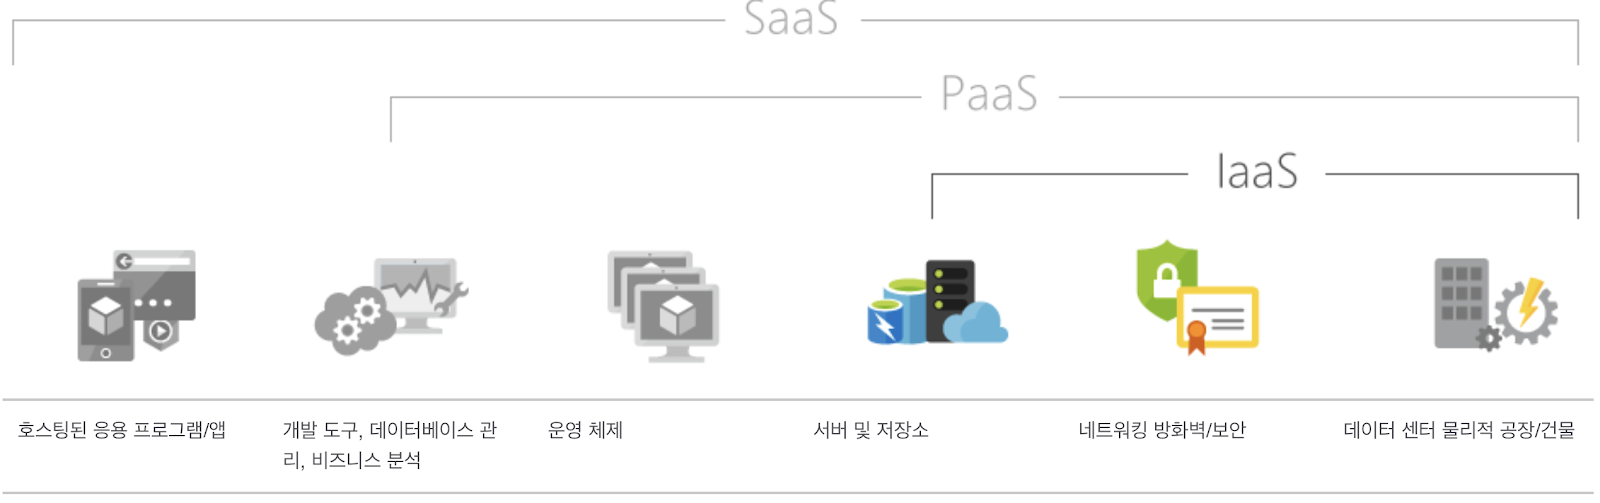 SaaS
PaaS
IaaS
호스팅된 응용 프로그램/앱
개발 도구, 데이터베이스 관
리, 비즈니스 분석
운영 체제
서버 및 저장소
네트워킹 방화벽/보안
데이터 센터 물리적 공장/건물